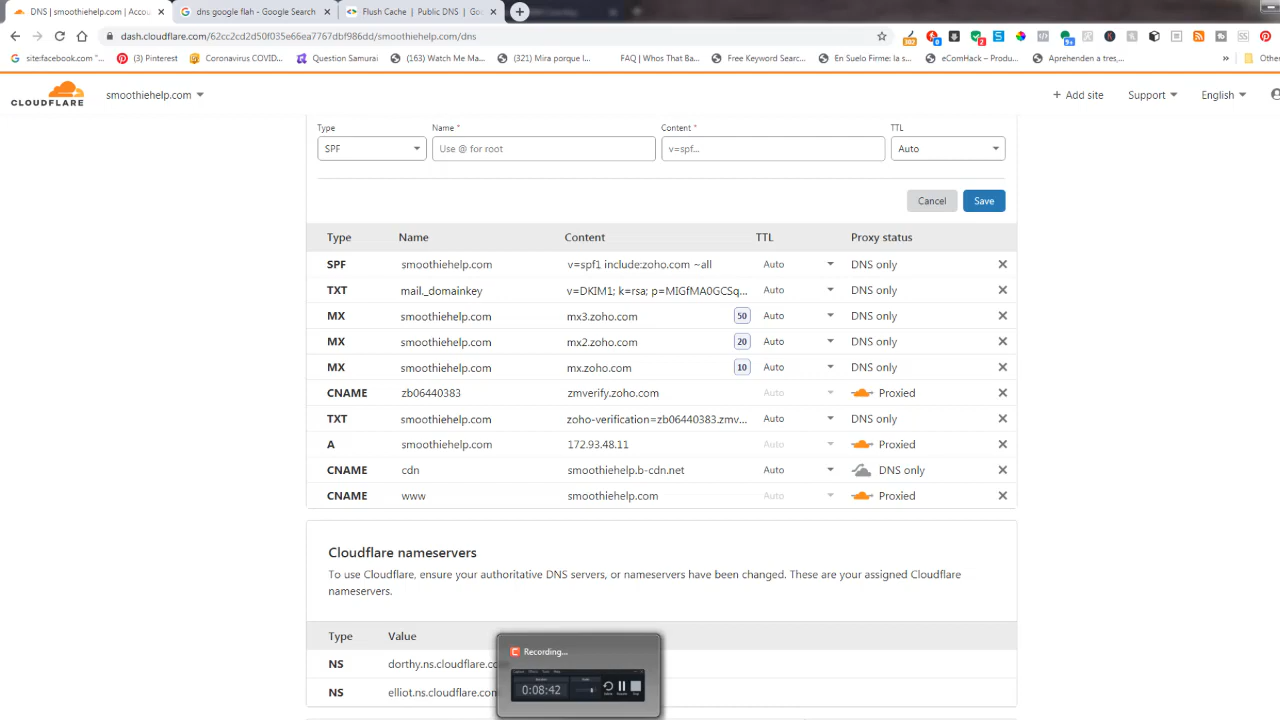 DNS | smoothiehelp.com | Accou
dns google flah - Google Search
Flush Cache | Public DNS | Go
dash.cloudflare.com/62cc2cd2d50f035e66ea7767dbf986dd/smoothiehelp.com/dns
sitefacebook.com "...
(3) Pinterest
Coronavirus COVID...
Question Samurai
(163) Watch Me Ma...
(321) Mira porque l...
FAQ | Whos That Ba...
Free Keyword Searc...
En Suelo Firme: la s...
eComHack – Produ...
Aprehenden a tres,...
Othe
CLOUDFLARE
smoothiehelp.com
+ Add site
Support
English
Type
Name *
Content *
TTL
SPF
Use @ for root
v=spf...
Auto
Cancel
Save
Type Name Content TTL Proxy status
SPF smoothiehelp.com v=spf1 include:zoho.com ~all Auto DNS only
TXT mail._domainkey v=DKIM1; k=rsa; p=MIGfMA0GCSq... Auto DNS only
MX smoothiehelp.com mx3.zoho.com 50 Auto DNS only
MX smoothiehelp.com mx2.zoho.com 20 Auto DNS only
MX smoothiehelp.com mx.zoho.com 10 Auto DNS only
CNAME zb06440383 zmverify.zoho.com Auto Proxied
TXT smoothiehelp.com zoho-verification=zb06440383.zmv... Auto DNS only
A smoothiehelp.com 172.93.48.11 Auto Proxied
CNAME cdn smoothiehelp.b-cdn.net Auto DNS only
CNAME www smoothiehelp.com Auto Proxied
Cloudflare nameservers
To use Cloudflare, ensure your authoritative DNS servers, or nameservers have been changed. These are your assigned Cloudflare
nameservers.
Type Value
NS dorthy.ns.cloudflare.co
NS elliot.ns.cloudflare.con
Recording...
0:08:42